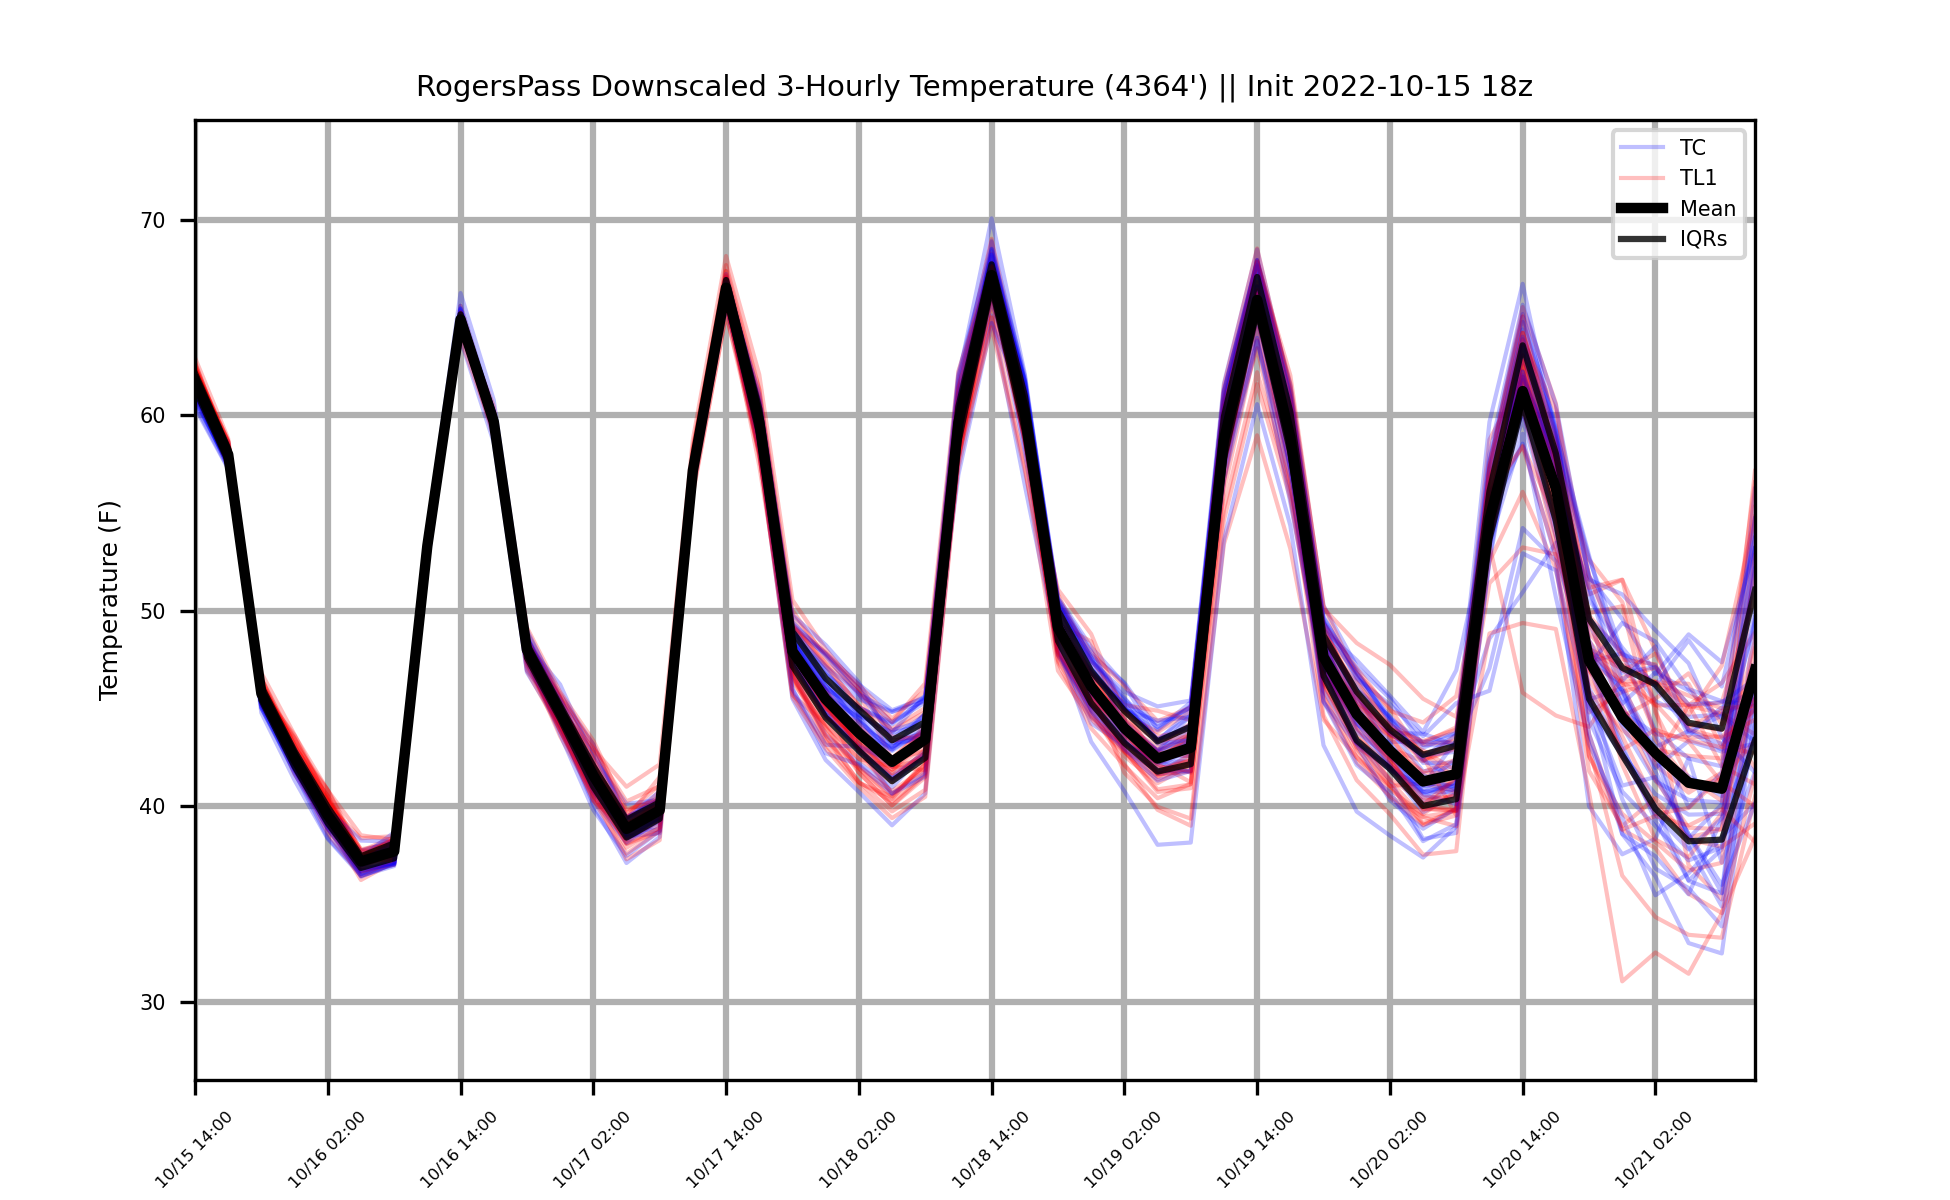 RogersPass Downscaled 3-Hourly Temperature (4364') || Init 2022-10-15 18z
TC
TL1
Mean
IQRs
Temperature (F)
70
60
50
40
30
10/15 14:00
10/16 02:00
10/16 14:00
10/17 02:00
10/17 14:00
10/18 02:00
10/18 14:00
10/19 02:00
10/19 14:00
10/20 02:00
10/20 14:00
10/21 02:00